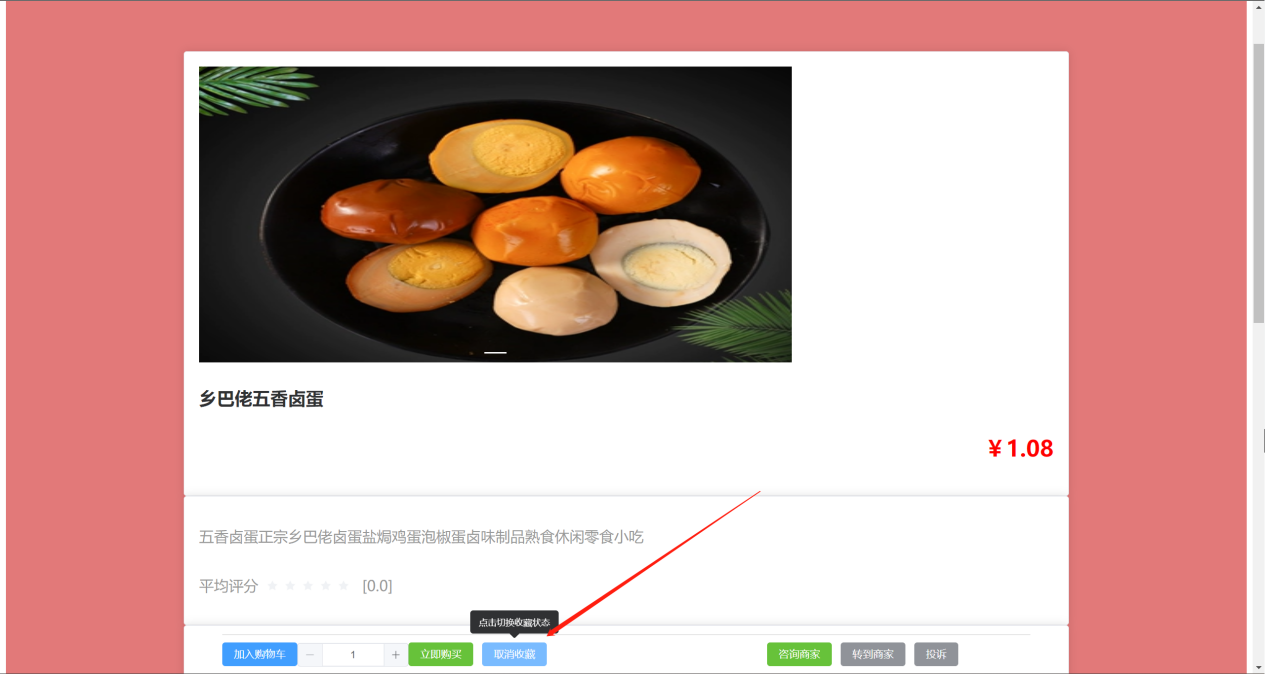 乡巴佬五香卤蛋
¥ 1.08
五香卤蛋正宗乡巴佬卤蛋盐焗鸡蛋泡椒蛋卤味制品熟食休闲零食小吃
平均评分 [0.0]
点击切换收藏状态
加入购物车 − 1 + 立即购买 取消收藏 咨询商家 转到商家 投诉